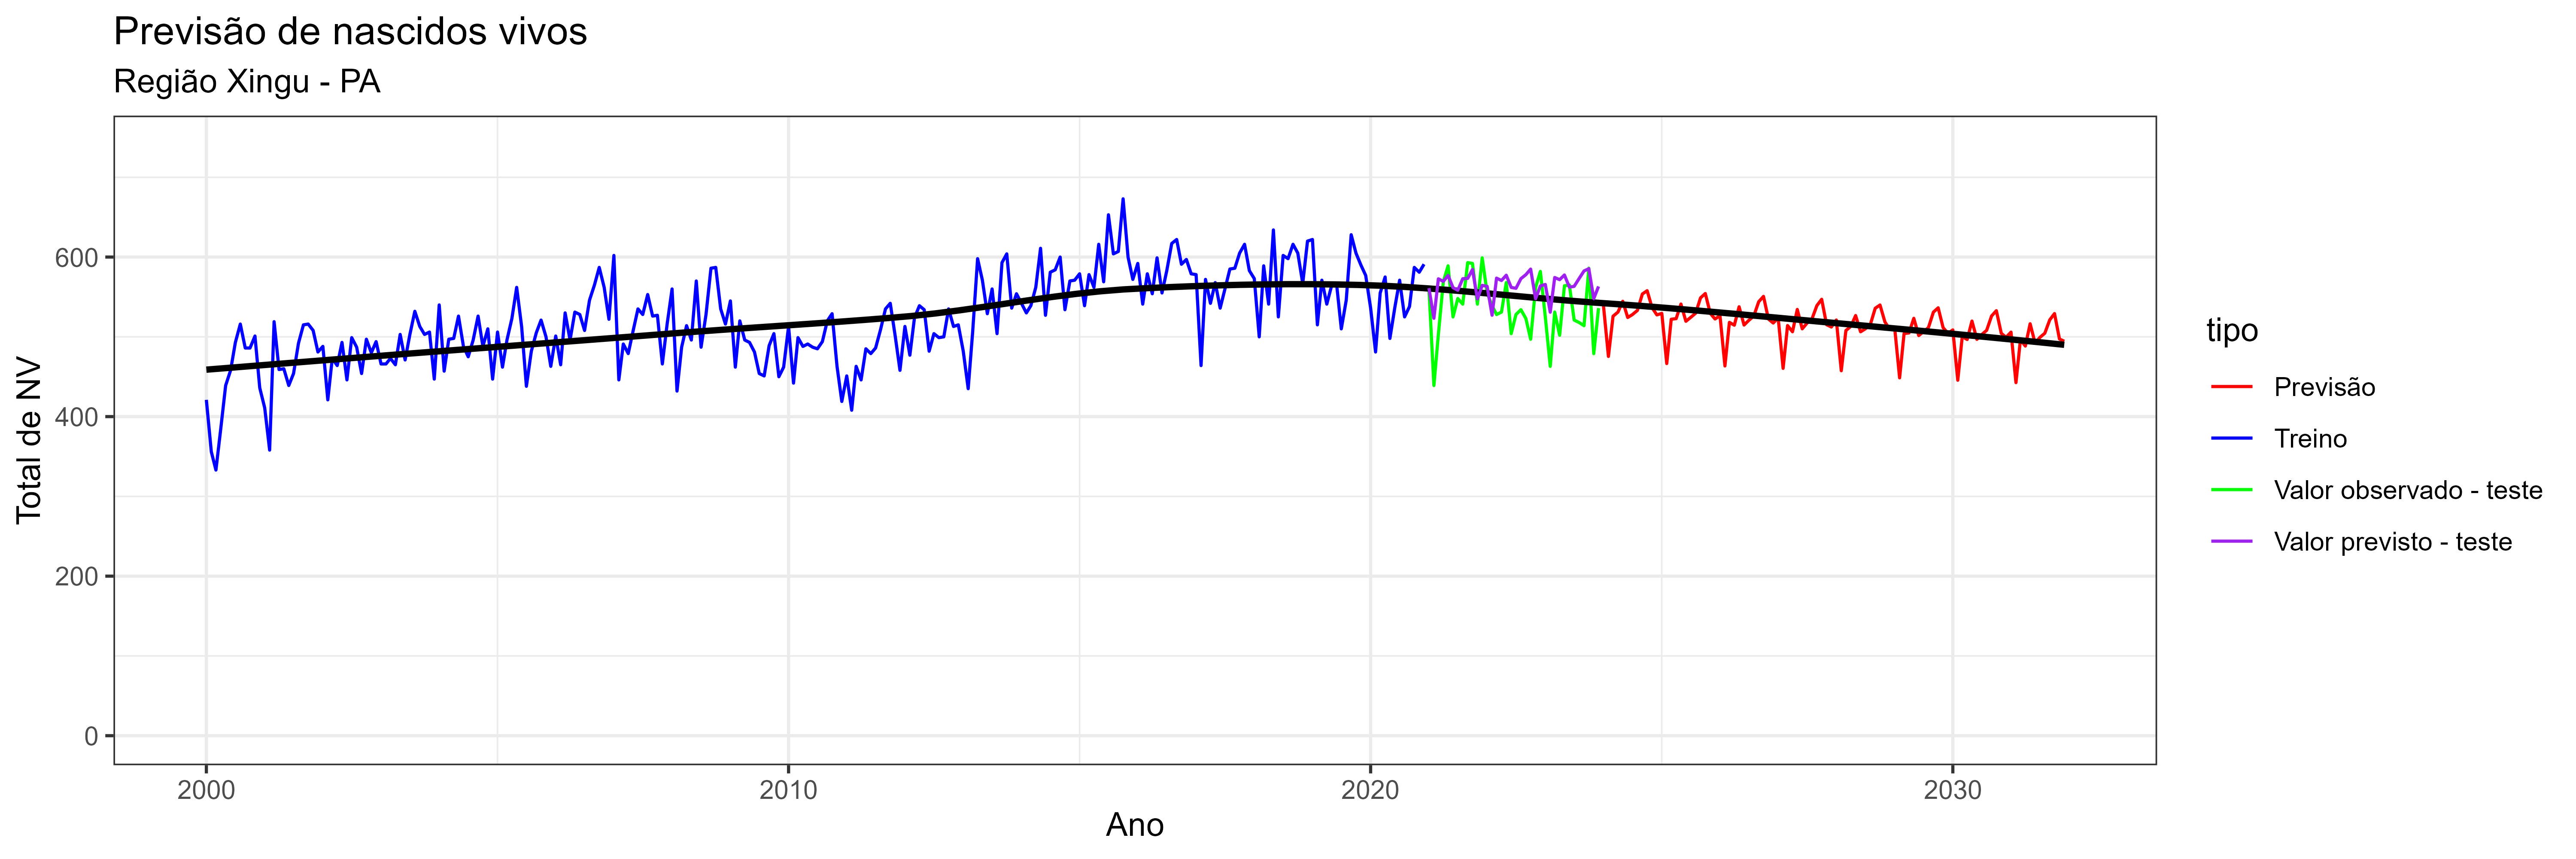 Previsão de nascidos vivos
Região Xingu - PA
Total de NV
600
400
200
0
2000
2010
2020
2030
Ano
tipo
Previsão
Treino
Valor observado - teste
Valor previsto - teste